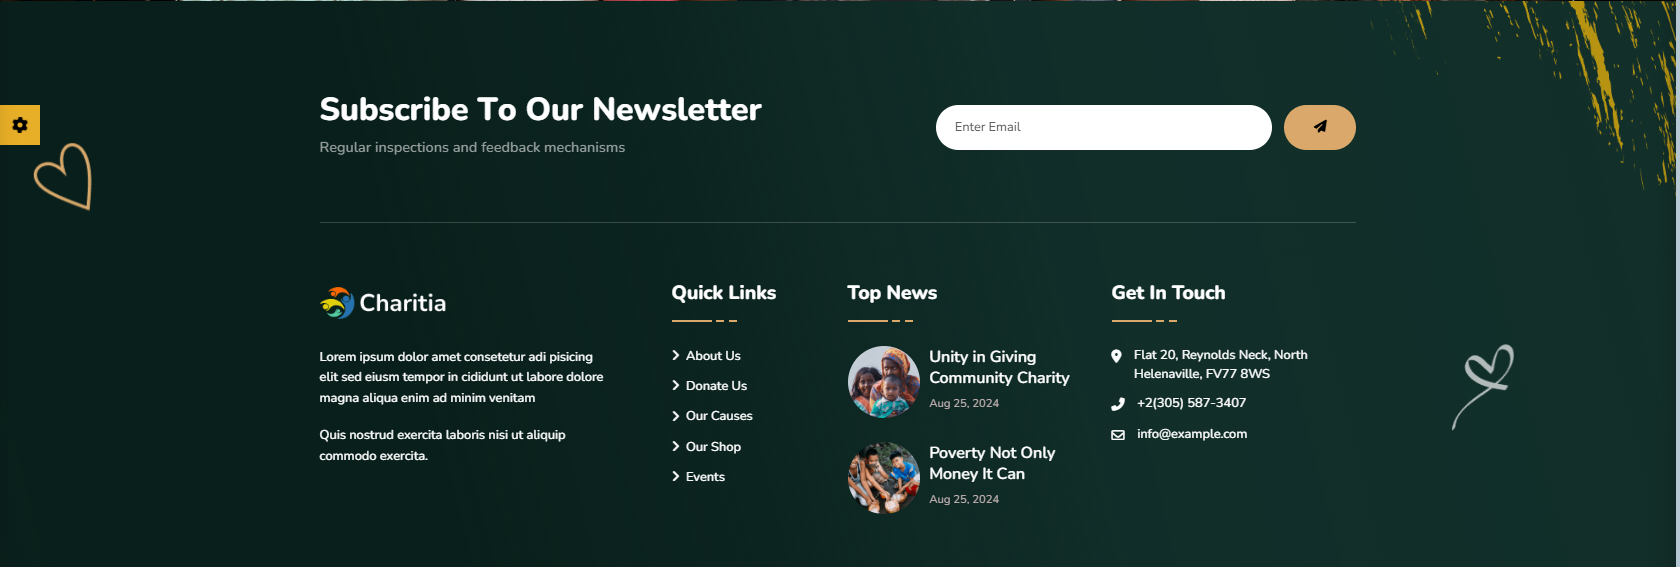 Subscribe To Our Newsletter
Regular inspections and feedback mechanisms
Enter Email
Charitia
Lorem ipsum dolor amet consetetur adi pisicing
elit sed eiusm tempor in cididunt ut labore dolore
magna aliqua enim ad minim venitam
Quis nostrud exercita laboris nisi ut aliquip
commodo exercita.
Quick Links
About Us
Donate Us
Our Causes
Our Shop
Events
Top News
Unity in Giving
Community Charity
Aug 25, 2024
Poverty Not Only
Money It Can
Aug 25, 2024
Get In Touch
Flat 20, Reynolds Neck, North
Helenaville, FV77 8WS
+2(305) 587-3407
info@example.com